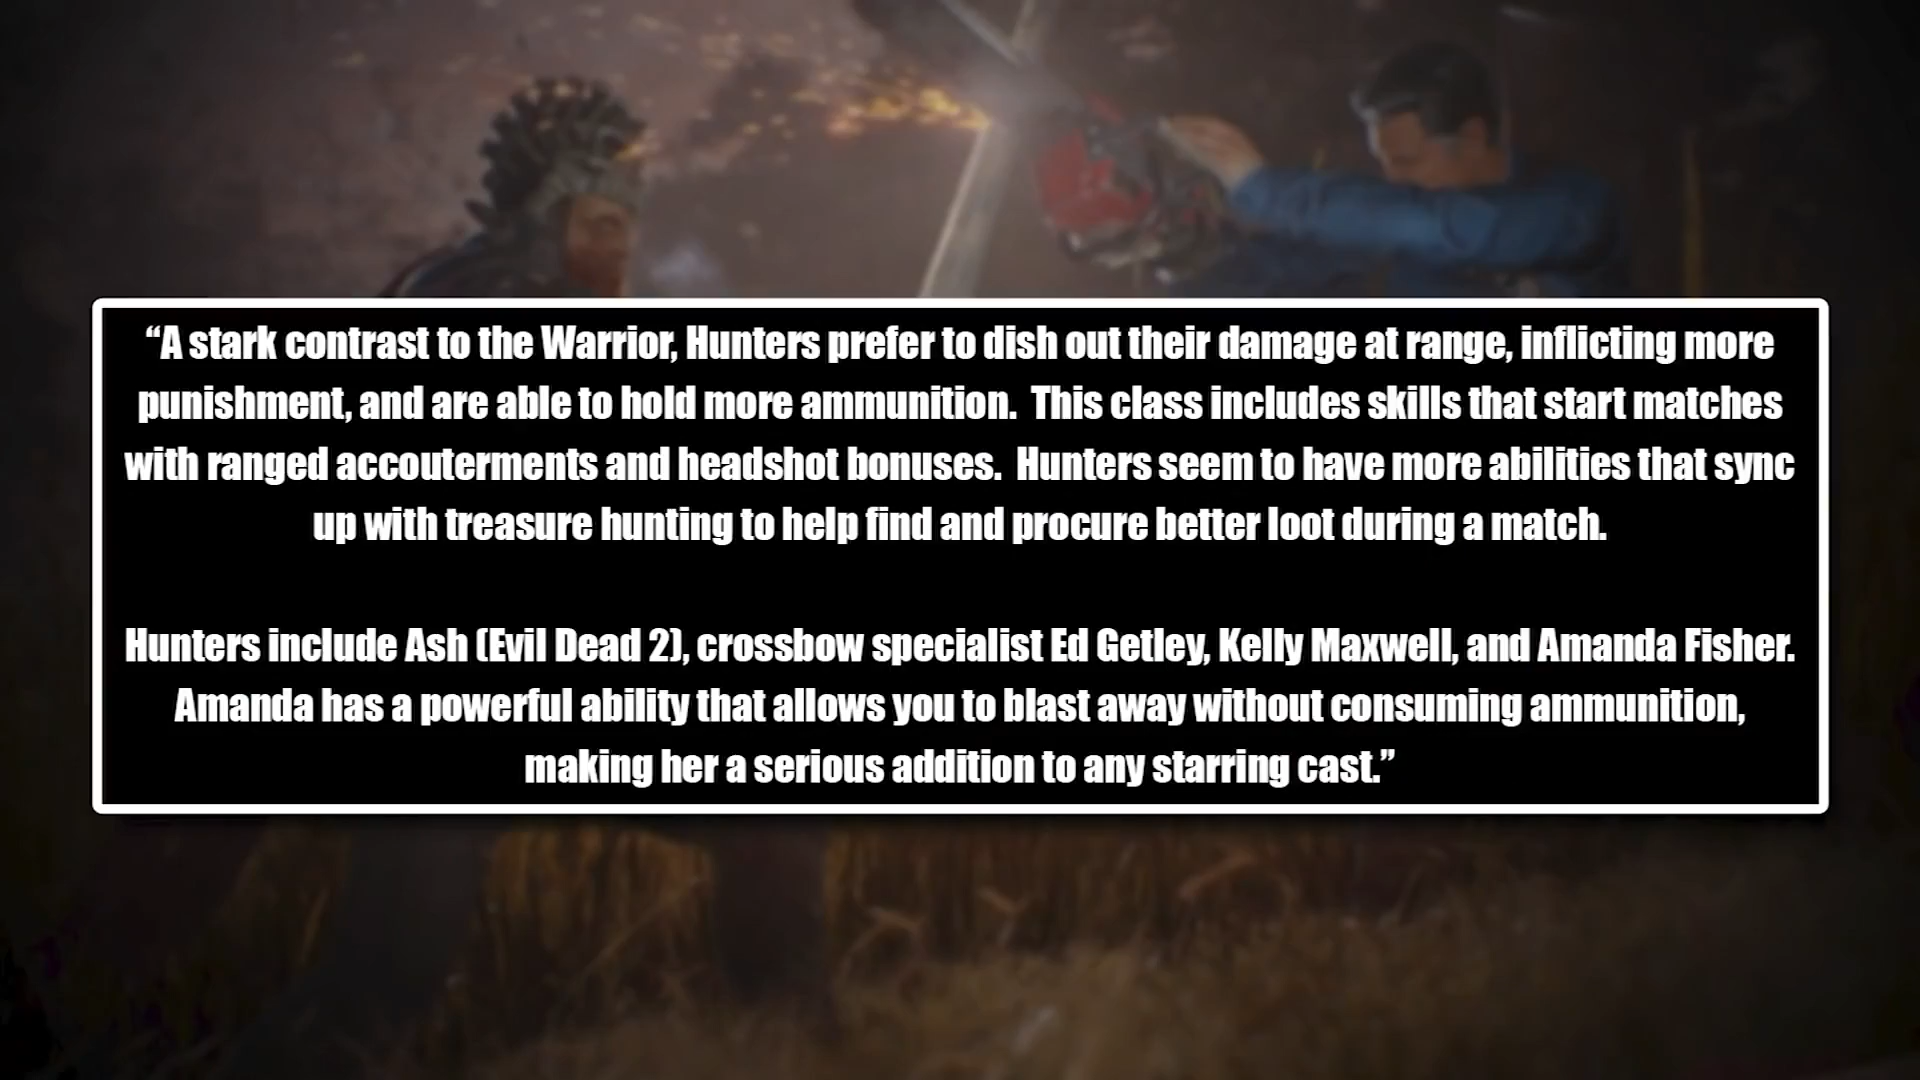 “A stark contrast to the Warrior, Hunters prefer to dish out their damage at range, inflicting more
punishment, and are able to hold more ammunition.  This class includes skills that start matches
with ranged accouterments and headshot bonuses.  Hunters seem to have more abilities that sync
up with treasure hunting to help find and procure better loot during a match.
Hunters include Ash (Evil Dead 2), crossbow specialist Ed Getley, Kelly Maxwell, and Amanda Fisher.
Amanda has a powerful ability that allows you to blast away without consuming ammunition,
making her a serious addition to any starring cast.”